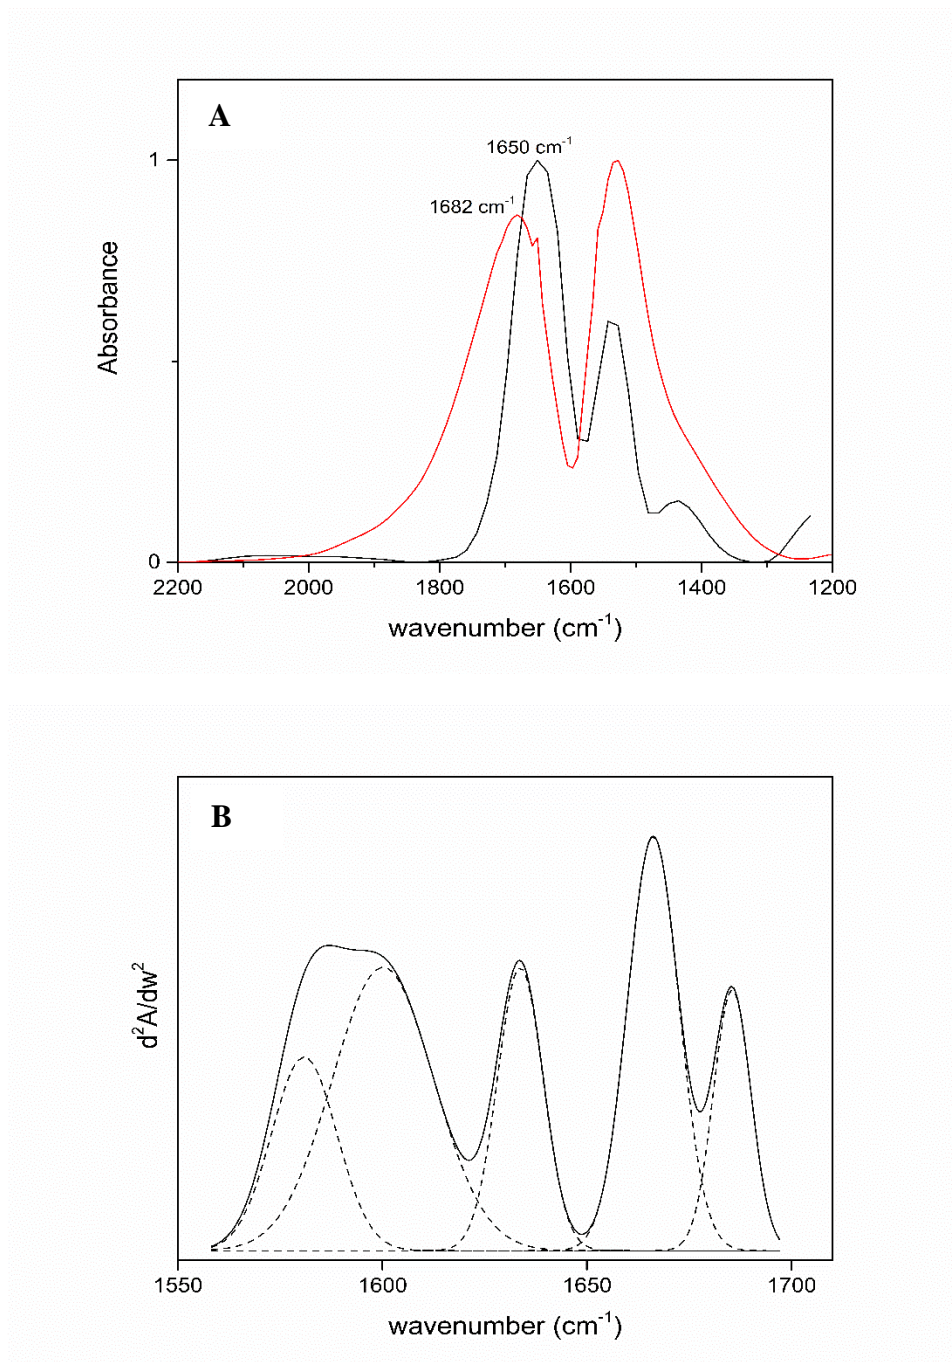 A
1650 cm⁻¹
1682 cm⁻¹
1
0
Absorbance
2200 2000 1800 1600 1400 1200
wavenumber (cm⁻¹)
B
d²A/dw²
1550 1600 1650 1700
wavenumber (cm⁻¹)